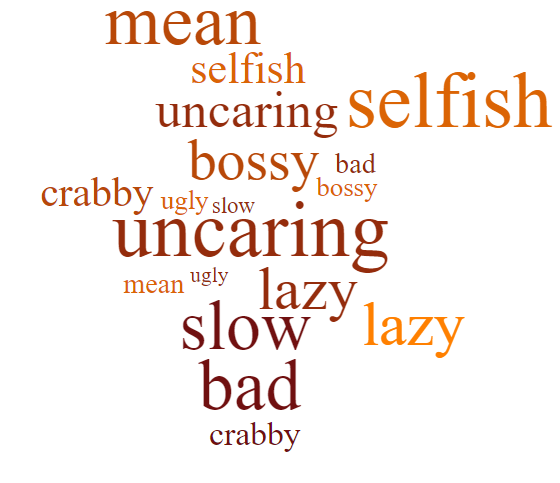 mean
selfish
selfish
uncaring
bossy
bad
bossy
crabby
ugly
slow
uncaring
mean
ugly
lazy
slow
lazy
bad
crabby